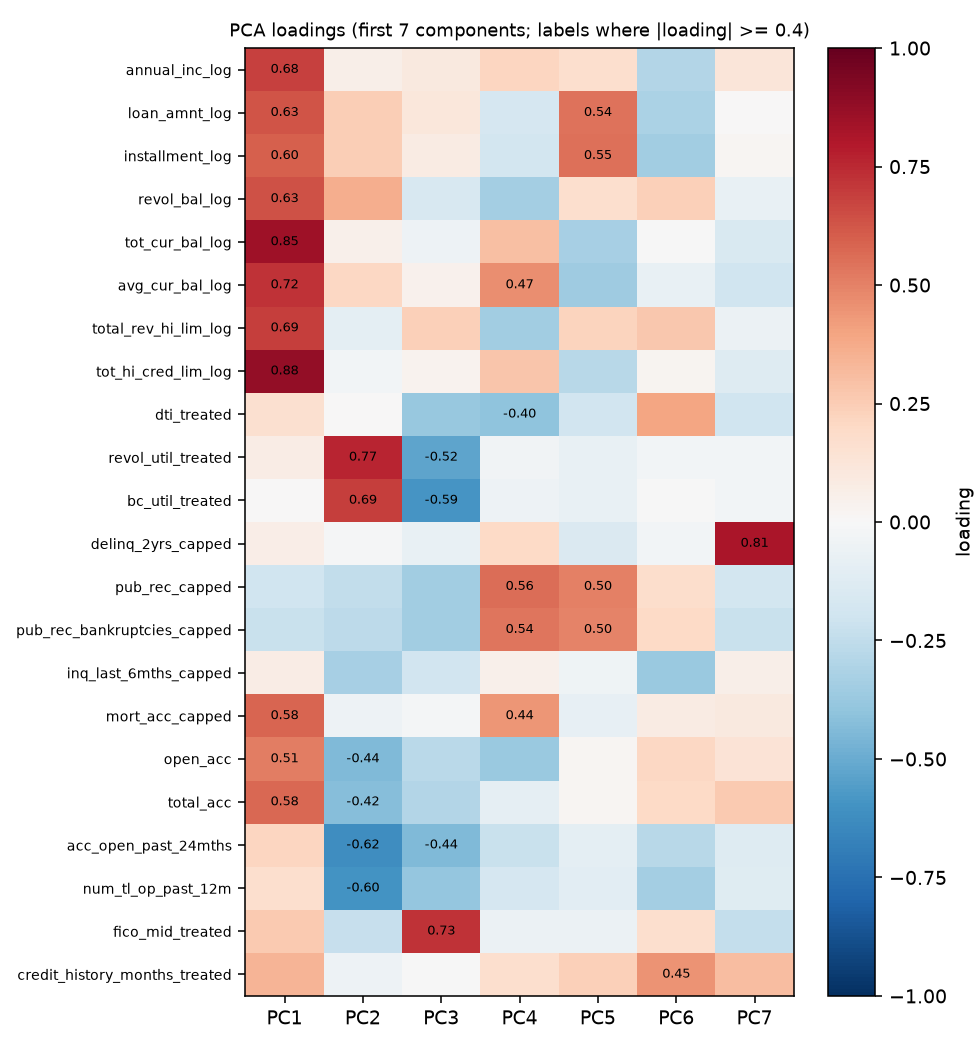 PCA loadings (first 7 components; labels where |loading| >= 0.4)
annual_inc_log 0.68
loan_amnt_log 0.63 0.54
installment_log 0.60 0.55
revol_bal_log 0.63
tot_cur_bal_log 0.85
avg_cur_bal_log 0.72 0.47
total_rev_hi_lim_log 0.69
tot_hi_cred_lim_log 0.88
dti_treated -0.40
revol_util_treated 0.77 -0.52
bc_util_treated 0.69 -0.59
delinq_2yrs_capped 0.81
pub_rec_capped 0.56 0.50
pub_rec_bankruptcies_capped 0.54 0.50
inq_last_6mths_capped
mort_acc_capped 0.58 0.44
open_acc 0.51 -0.44
total_acc 0.58 -0.42
acc_open_past_24mths -0.62 -0.44
num_tl_op_past_12m -0.60
fico_mid_treated 0.73
credit_history_months_treated 0.45
PC1 PC2 PC3 PC4 PC5 PC6 PC7
1.00
0.75
0.50
0.25
0.00
−0.25
−0.50
−0.75
−1.00
loading